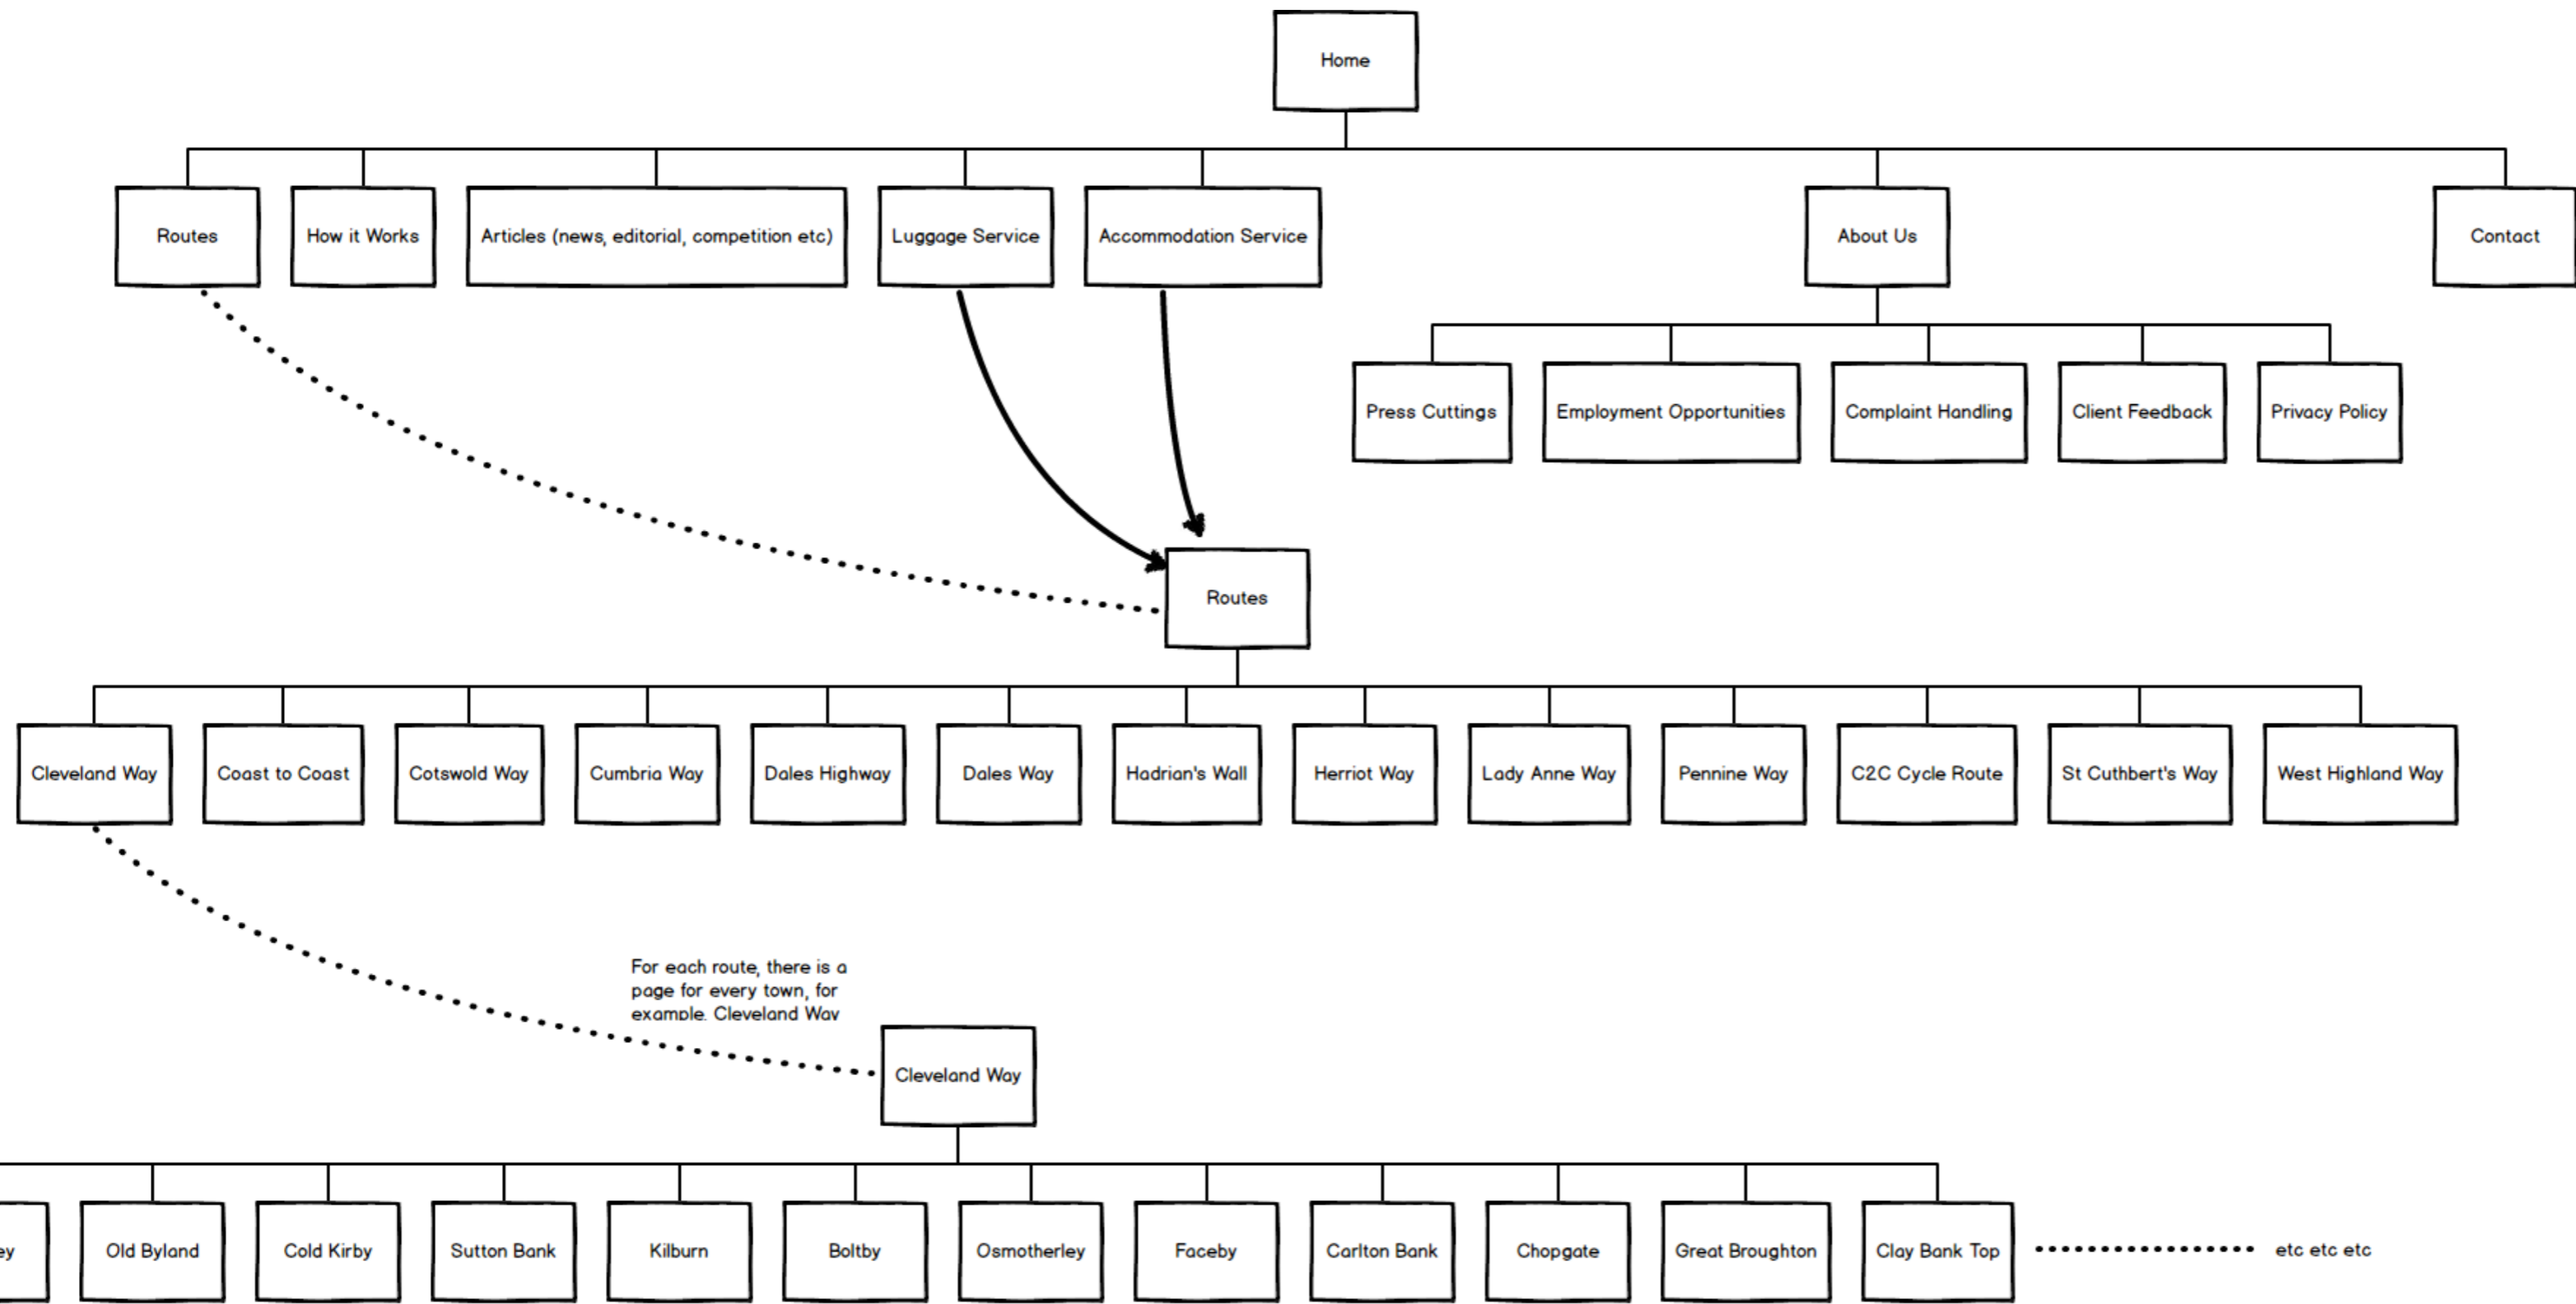 Home
Routes
How it Works
Articles (news, editorial, competition etc)
Luggage Service
Accommodation Service
About Us
Contact
Press Cuttings
Employment Opportunities
Complaint Handling
Client Feedback
Privacy Policy
Routes
Cleveland Way
Coast to Coast
Cotswold Way
Cumbria Way
Dales Highway
Dales Way
Hadrian's Wall
Herriot Way
Lady Anne Way
Pennine Way
C2C Cycle Route
St Cuthbert's Way
West Highland Way
For each route, there is a
page for every town, for
example. Cleveland Way
Cleveland Way
ey
Old Byland
Cold Kirby
Sutton Bank
Kilburn
Boltby
Osmotherley
Faceby
Carlton Bank
Chopgate
Great Broughton
Clay Bank Top
etc etc etc